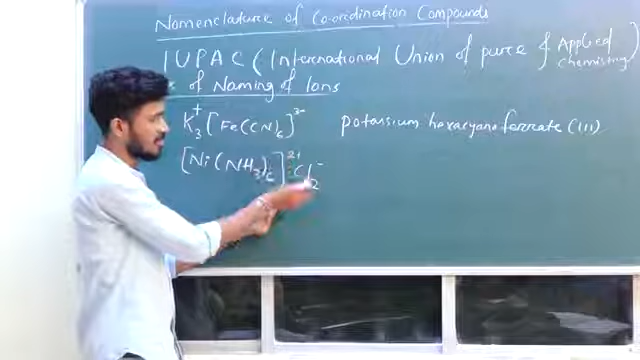 Nomenclature of Co-ordination Compounds
IUPAC (International Union of pure & Applied Chemistry)
of Naming of Ions
K₃⁺ [Fe(CN)₆]³⁻ potassium hexacyano ferrate (III)
[Ni(NH₃)₆]²⁺ Cl₂⁻